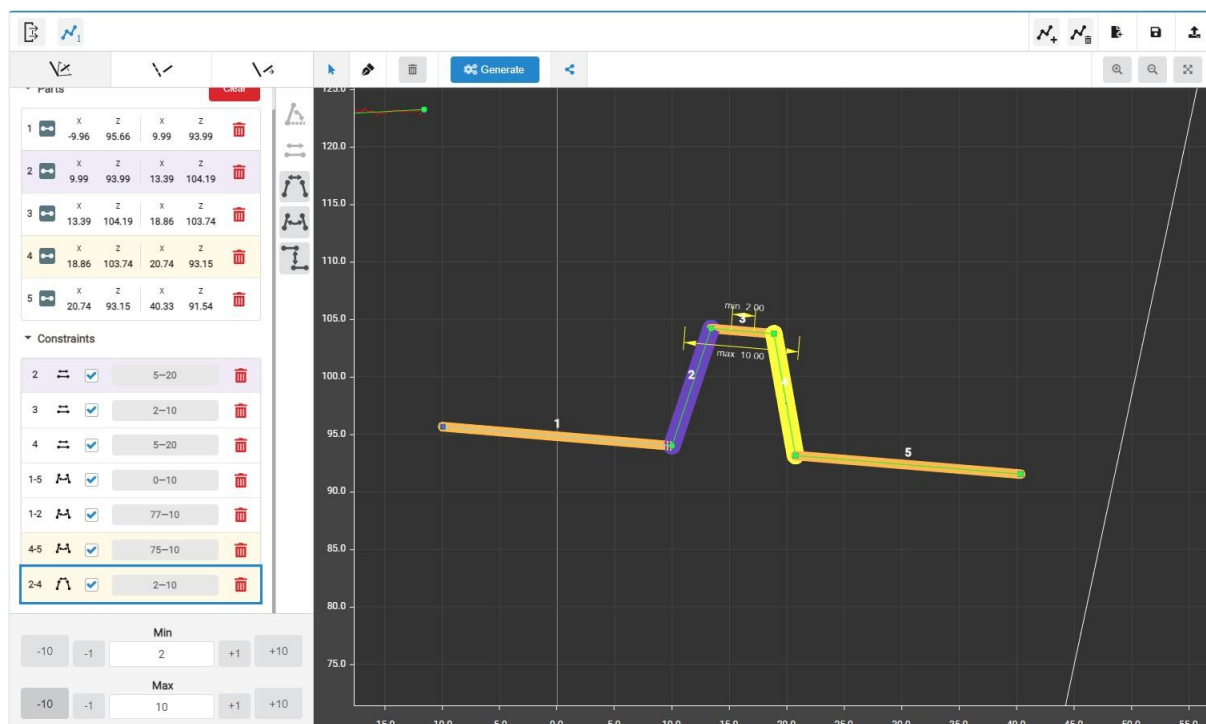 1
Generate
Parts
Clear
X Z X Z
1 -9.96 95.66 9.99 93.99
X Z X Z
2 9.99 93.99 13.39 104.19
X Z X Z
3 13.39 104.19 18.86 103.74
X Z X Z
4 18.86 103.74 20.74 93.15
X Z X Z
5 20.74 93.15 40.33 91.54
Constraints
2 5–20
3 2–10
4 5–20
1-5 0–10
1-2 77–10
4-5 75–10
2-4 2–10
Min
-10 -1 2 +1 +10
Max
-10 -1 10 +1 +10
125.0
120.0
115.0
110.0
105.0
100.0
95.0
90.0
85.0
80.0
75.0
min 2.00
3
max 10.00
2
4
1
5
-15.0 -10.0 -5.0 0.0 5.0 10.0 15.0 20.0 25.0 30.0 35.0 40.0 45.0 50.0 55.0